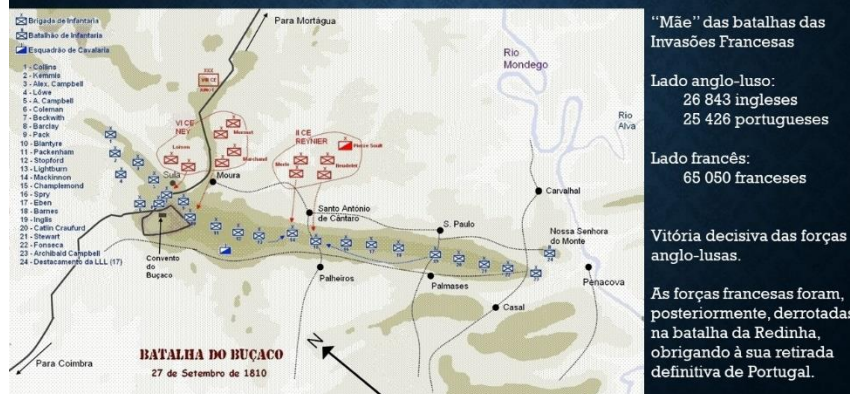 Para Mortágua
Brigada de Infantaria
Batalhão de Infantaria
Esquadrão de Cavalaria
1 - Collins
2 - Kemmis
3 - Alex. Campbell
4 - Löwe
5 - A. Campbell
6 - Coleman
7 - Beckwith
8 - Barclay
9 - Pack
10 - Blantyre
11 - Packenham
12 - Stopford
13 - Lightburn
14 - Mackinnon
15 - Champlemond
16 - Spry
17 - Eben
18 - Barnes
19 - Inglis
20 - Catlin Craufurd
21 - Stewart
22 - Fonseca
23 - Archibald Campbell
24 - Destacamento da LLL (17)
VI CE
NEY
Loison
Mermet
Marchand
Sula
Moura
II CE
REYNIER
Merle
Heudelet
Pierre Soult
Rio
Mondego
Rio
Alva
Carvalhal
Santo António
de Cântaro
S. Paulo
Nossa Senhora
do Monte
Convento
do
Buçaco
Palheiros
Palmases
Penacova
Casal
N
BATALHA DO BUÇACO
27 de Setembro de 1810
Para Coimbra
“Mãe” das batalhas das
Invasões Francesas
Lado anglo-luso:
26 843 ingleses
25 426 portugueses
Lado francês:
65 050 franceses
Vitória decisiva das forças
anglo-lusas.
As forças francesas foram,
posteriormente, derrotadas
na batalha da Redinha,
obrigando à sua retirada
definitiva de Portugal.